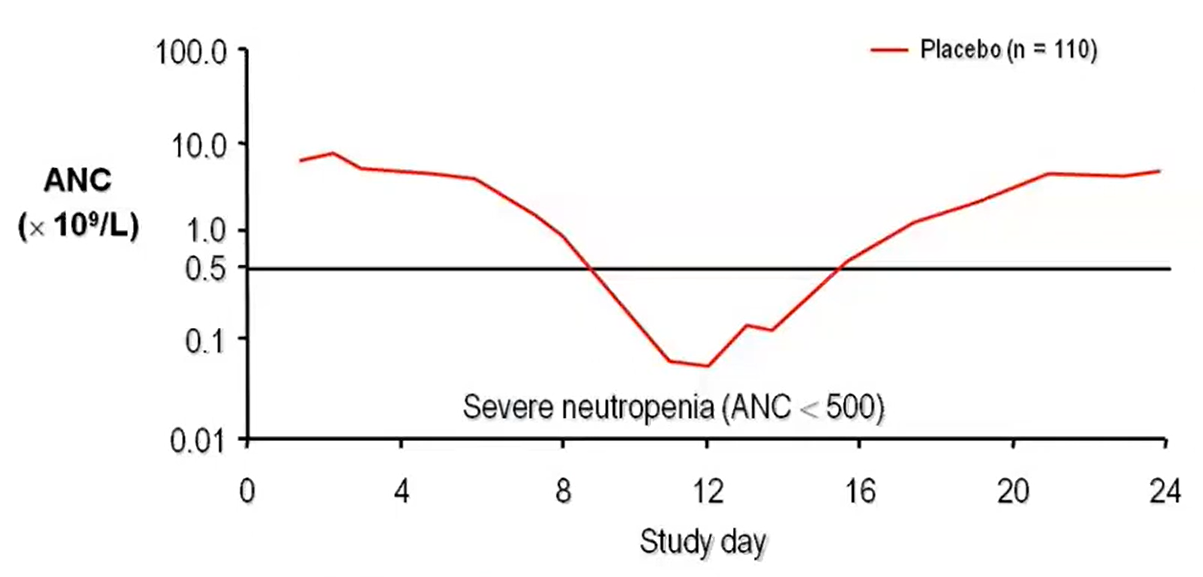 Placebo (n = 110)
ANC
(× 10⁹/L)
100.0
10.0
1.0
0.5
0.1
0.01
Severe neutropenia (ANC < 500)
0 4 8 12 16 20 24
Study day